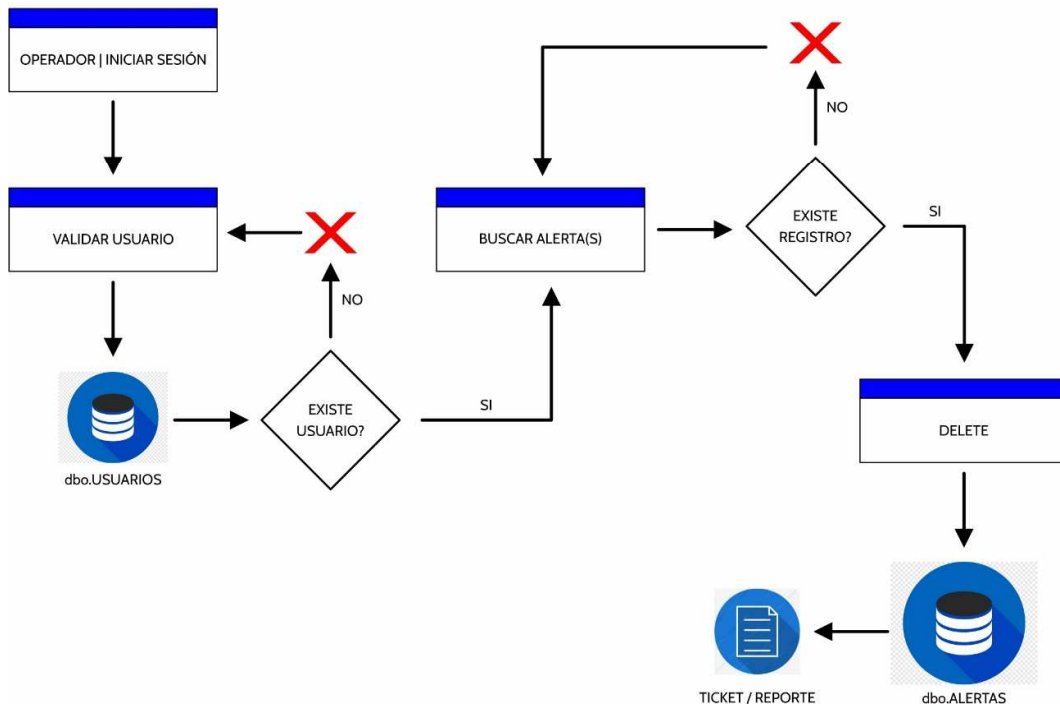 OPERADOR | INICIAR SESIÓN
VALIDAR USUARIO
NO
dbo.USUARIOS
EXISTE
USUARIO?
SI
BUSCAR ALERTA(S)
EXISTE
REGISTRO?
NO
SI
DELETE
dbo.ALERTAS
TICKET / REPORTE